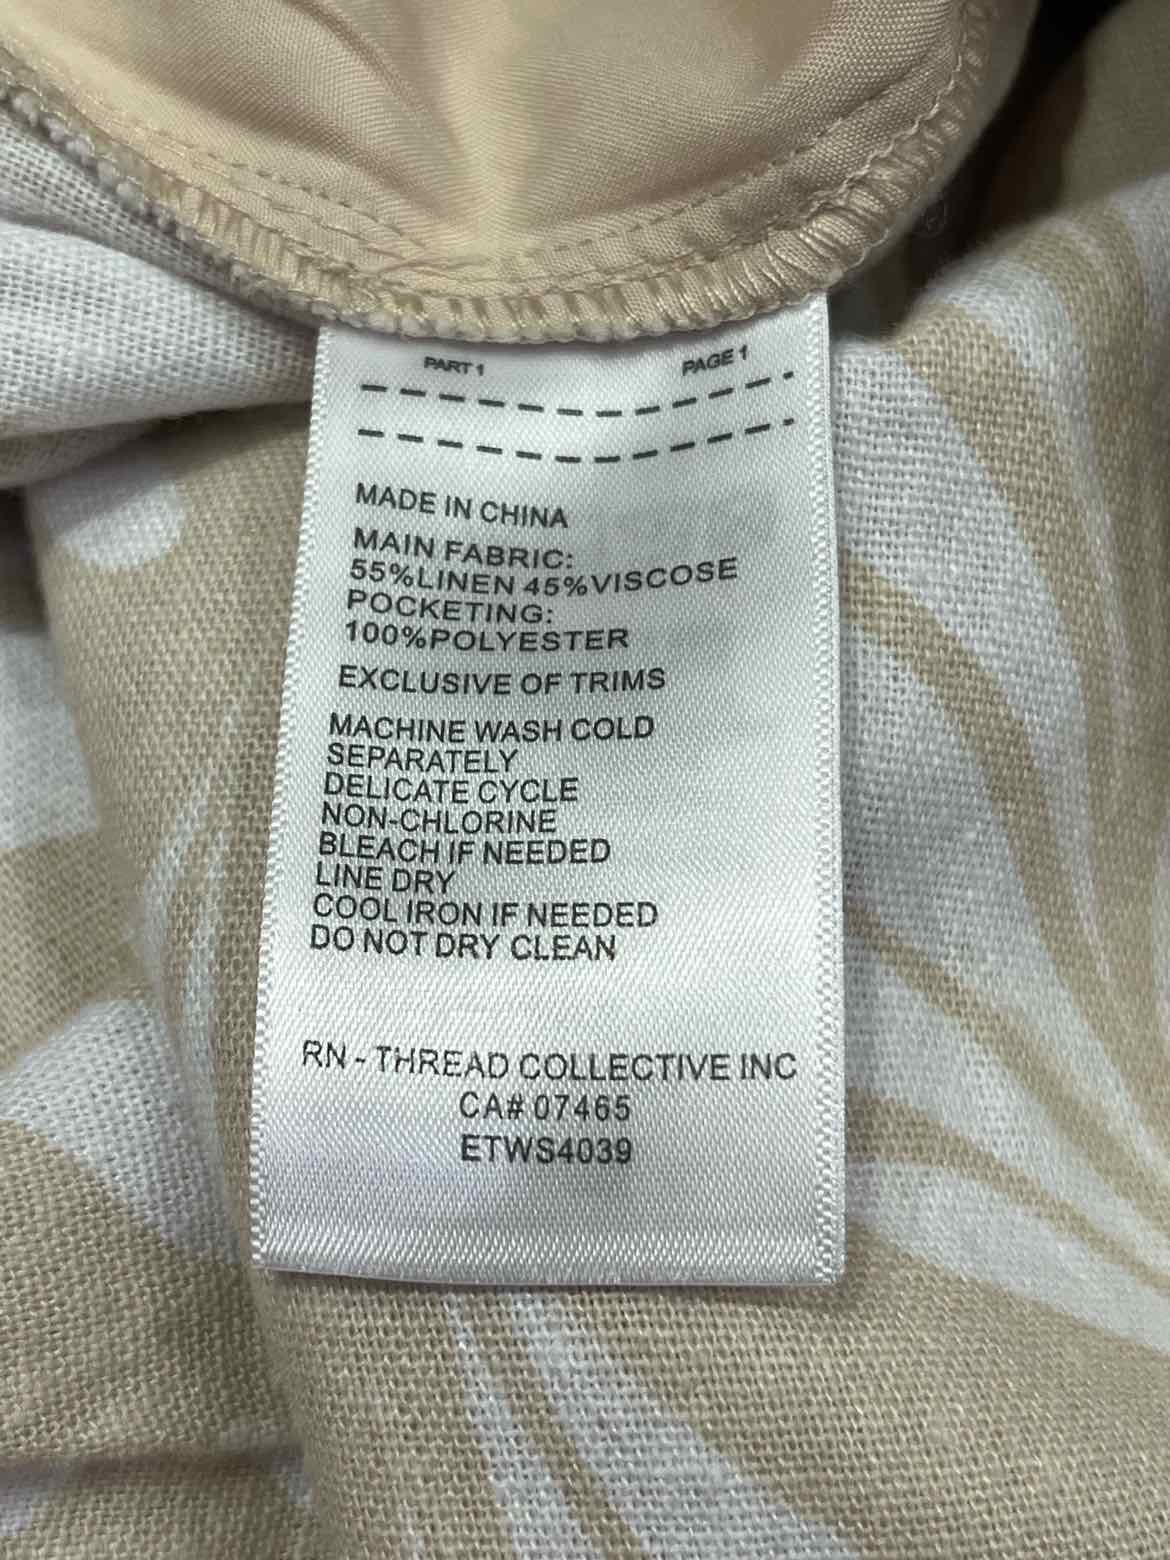 PART 1 PAGE 1
MADE IN CHINA
MAIN FABRIC:
55%LINEN 45%VISCOSE
POCKETING:
100%POLYESTER
EXCLUSIVE OF TRIMS
MACHINE WASH COLD
SEPARATELY
DELICATE CYCLE
NON-CHLORINE
BLEACH IF NEEDED
LINE DRY
COOL IRON IF NEEDED
DO NOT DRY CLEAN
RN - THREAD COLLECTIVE INC
CA# 07465
ETWS4039